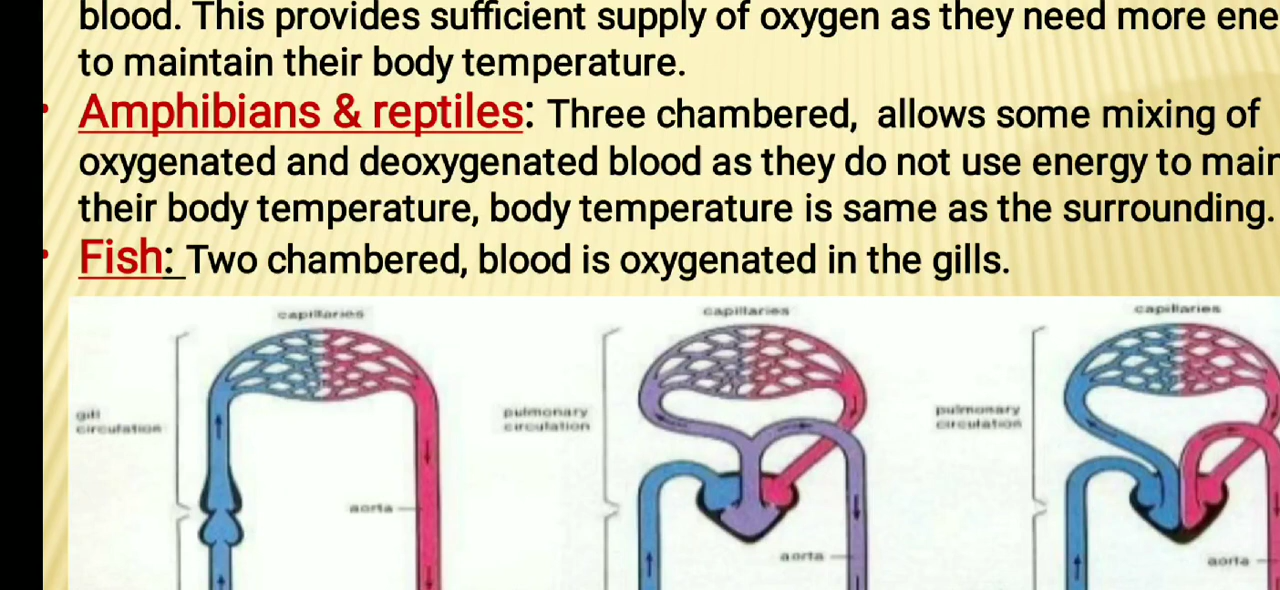 blood. This provides sufficient supply of oxygen as they need more ene
to maintain their body temperature.
• Amphibians & reptiles: Three chambered, allows some mixing of
oxygenated and deoxygenated blood as they do not use energy to main
their body temperature, body temperature is same as the surrounding.
• Fish: Two chambered, blood is oxygenated in the gills.
capillaries capillaries capillaries
gill
circulation
pulmonary
circulation
pulmonary
circulation
aorta
aorta
aorta